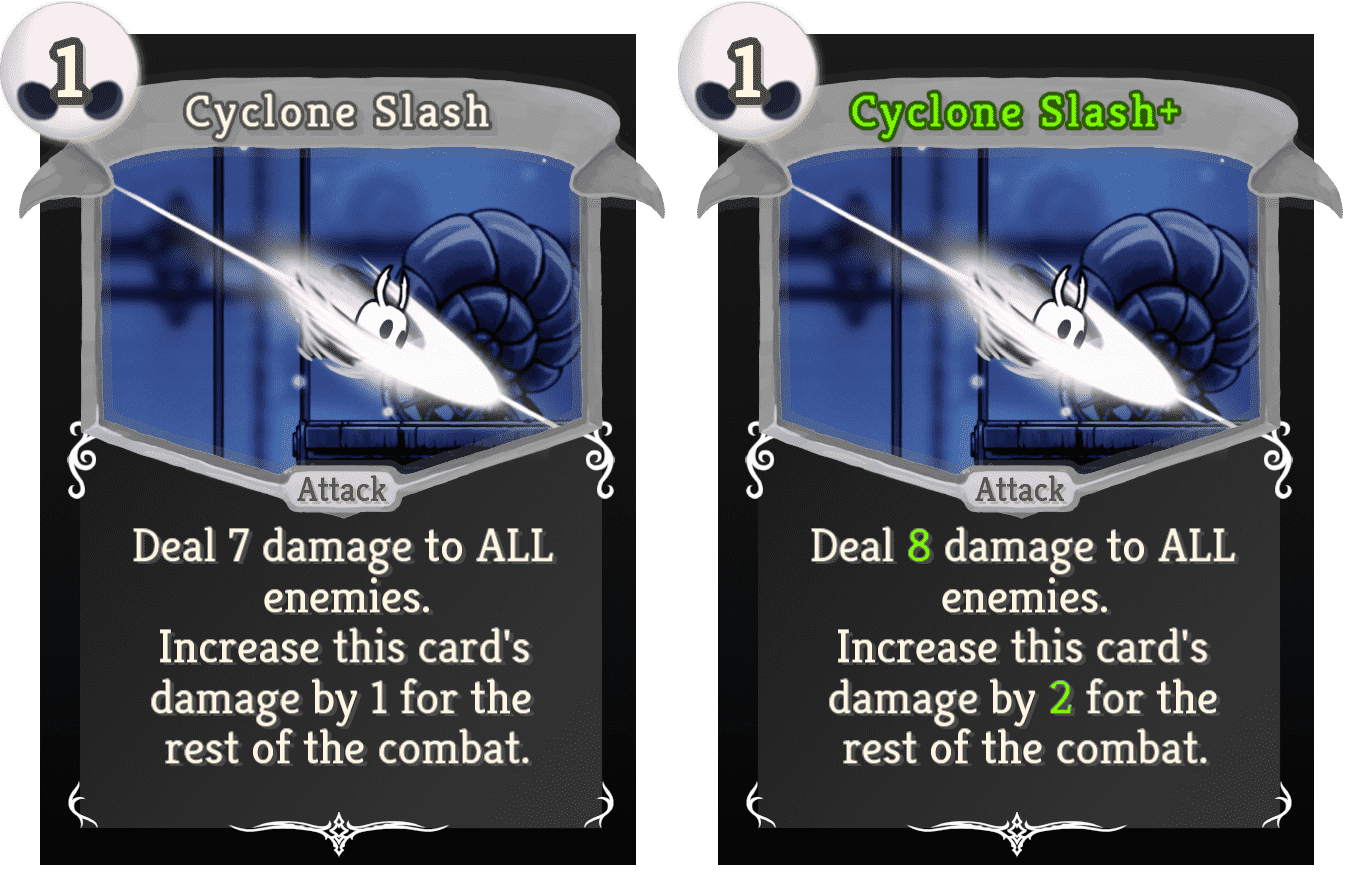 1
Cyclone Slash
Attack
Deal 7 damage to ALL
enemies.
Increase this card's
damage by 1 for the
rest of the combat.
1
Cyclone Slash+
Attack
Deal 8 damage to ALL
enemies.
Increase this card's
damage by 2 for the
rest of the combat.